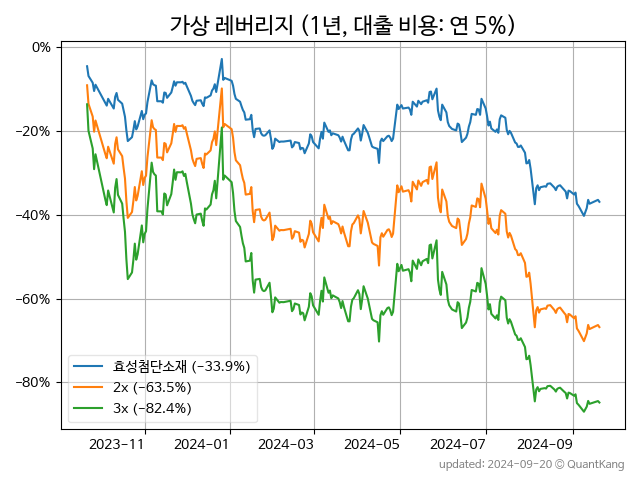 가상 레버리지 (1년, 대출 비용: 연 5%)
0%
−20%
−40%
−60%
−80%
효성첨단소재 (−33.9%)
2x (−63.5%)
3x (−82.4%)
2023-11 2024-01 2024-03 2024-05 2024-07 2024-09
updated: 2024-09-20 © QuantKang